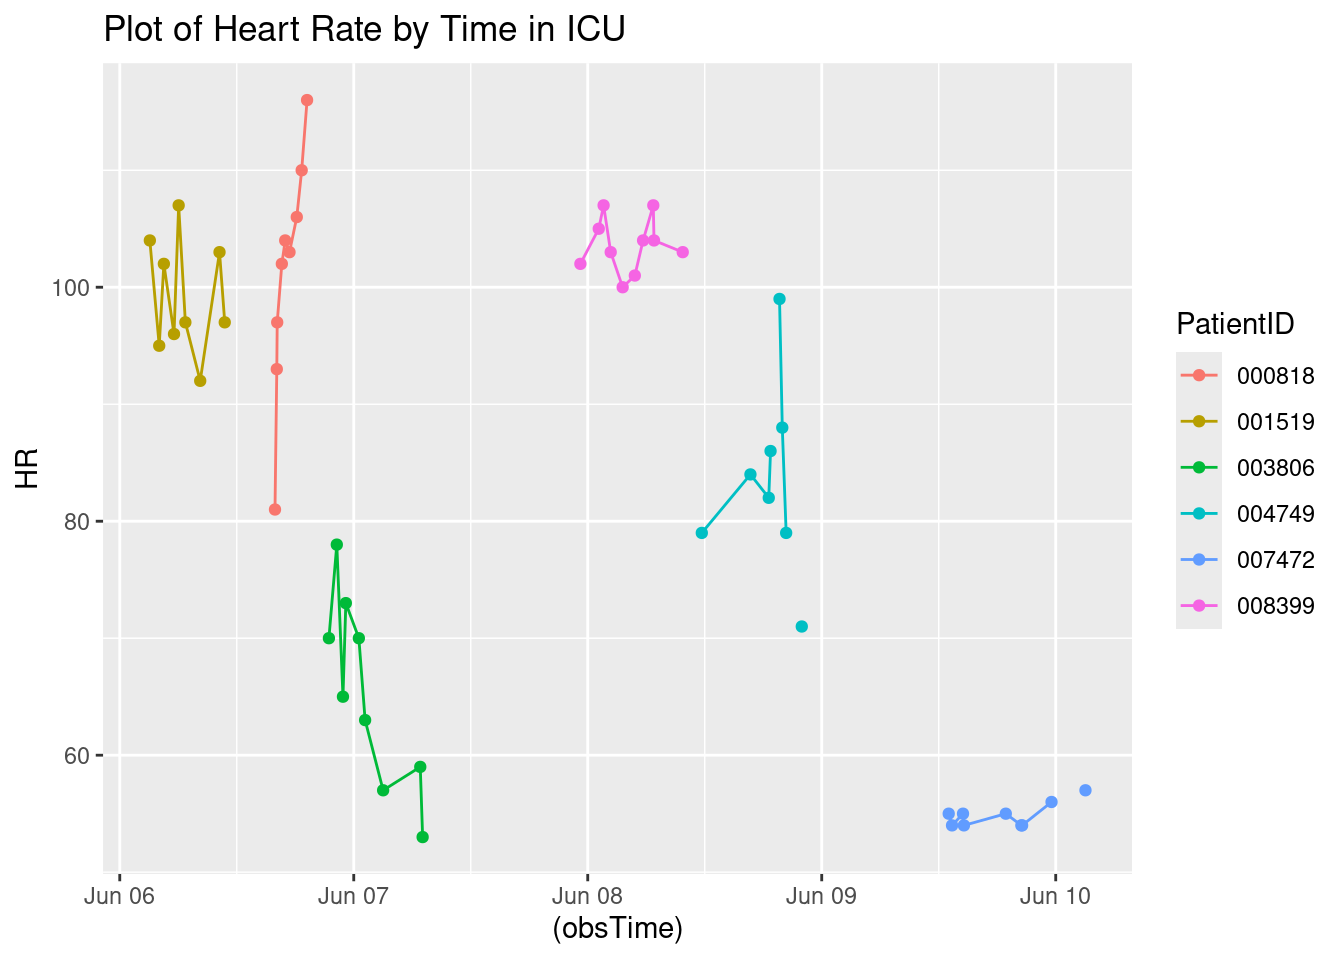 Plot of Heart Rate by Time in ICU
HR
100
80
60
Jun 06
Jun 07
Jun 08
Jun 09
Jun 10
(obsTime)
PatientID
000818
001519
003806
004749
007472
008399